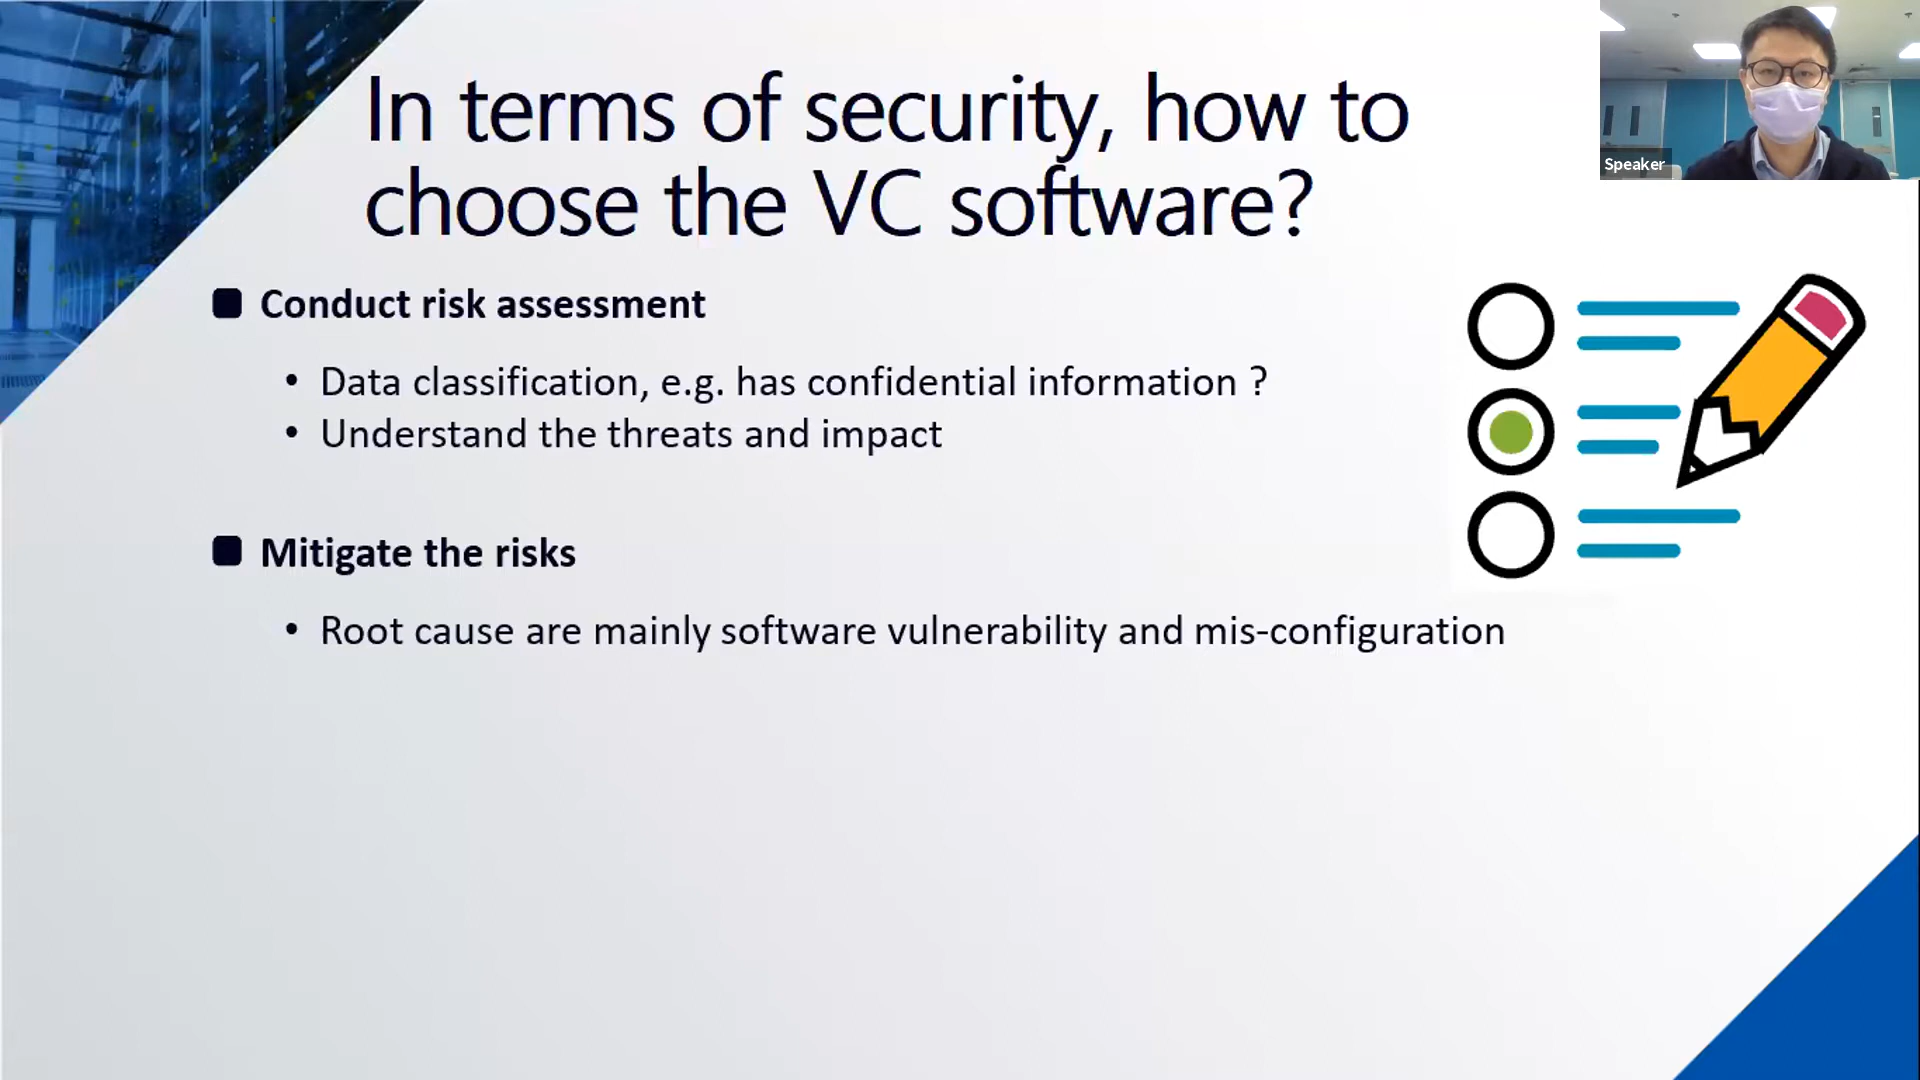 In terms of security, how to
choose the VC software?
Speaker
Conduct risk assessment
• Data classification, e.g. has confidential information ?
• Understand the threats and impact
Mitigate the risks
• Root cause are mainly software vulnerability and mis-configuration